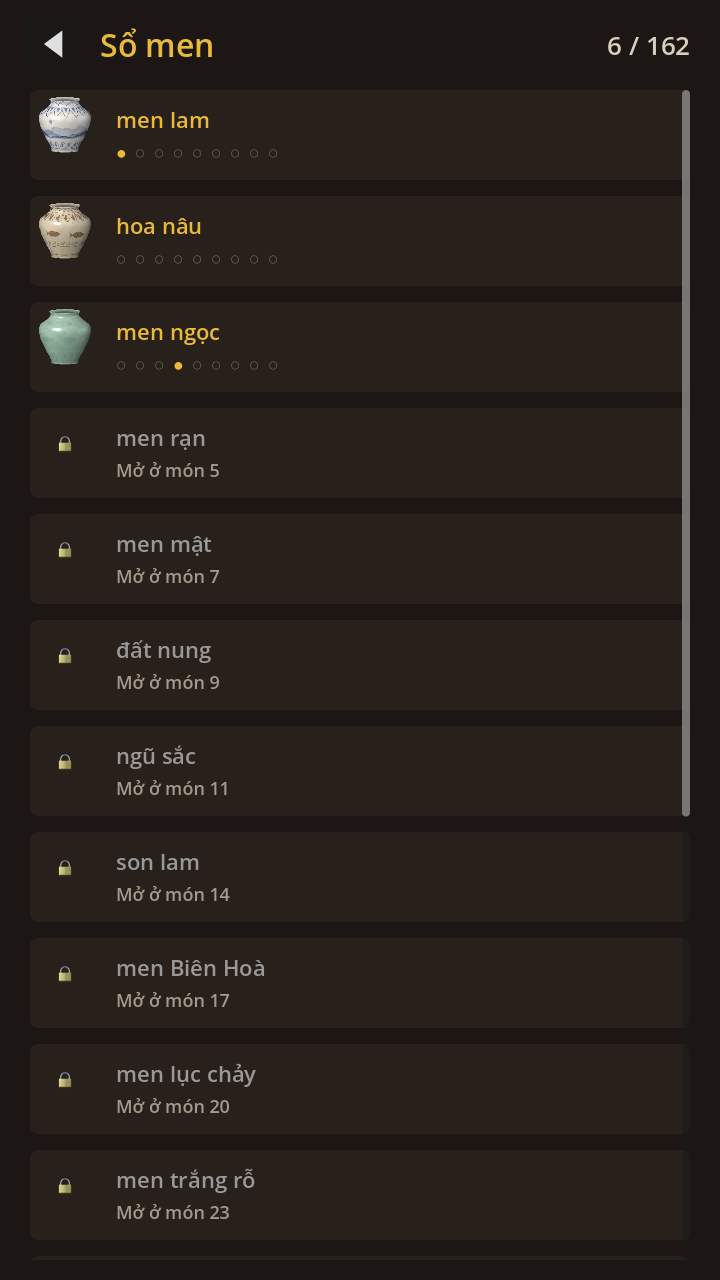 Sổ men
6 / 162
men lam
hoa nâu
men ngọc
men rạn
Mở ở món 5
men mật
Mở ở món 7
đất nung
Mở ở món 9
ngũ sắc
Mở ở món 11
son lam
Mở ở món 14
men Biên Hoà
Mở ở món 17
men lục chảy
Mở ở món 20
men trắng rỗ
Mở ở món 23